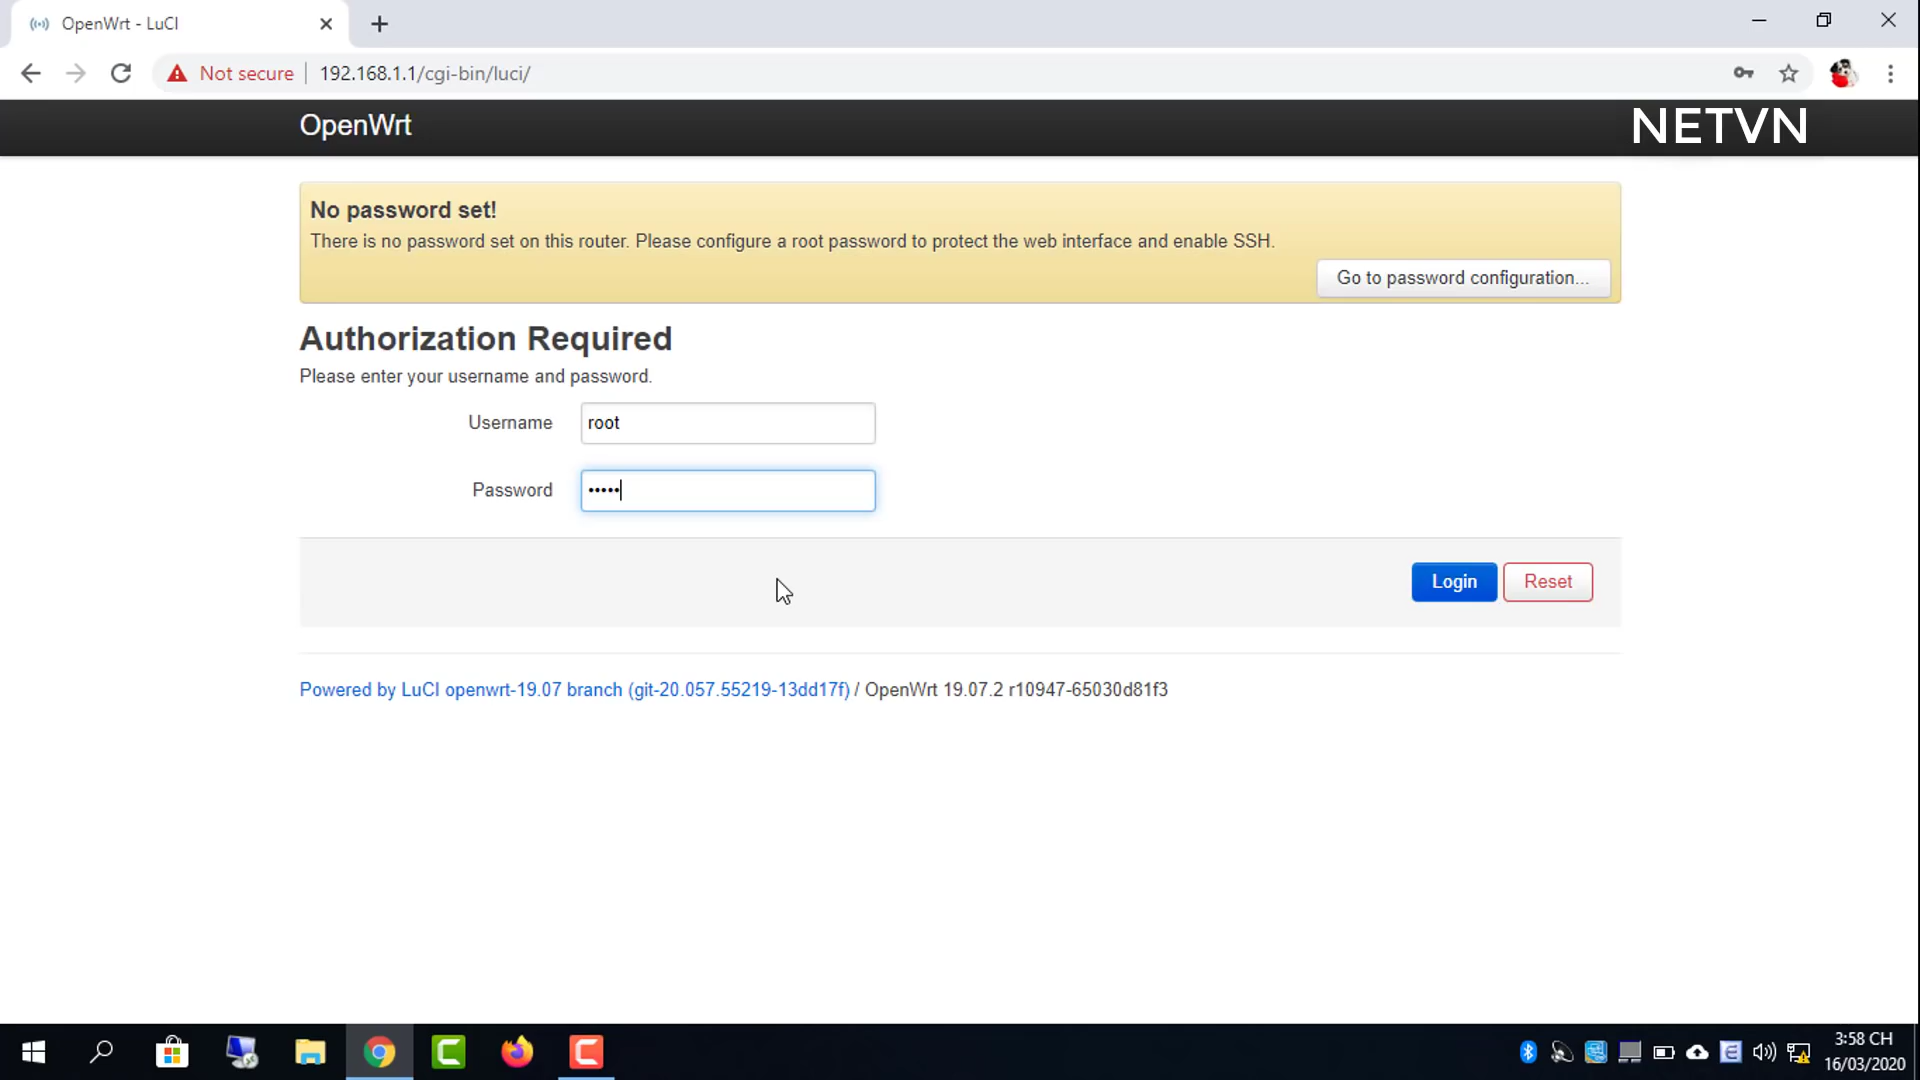 OpenWrt - LuCI
Not secure
192.168.1.1/cgi-bin/luci/
OpenWrt
NETVN
No password set!
There is no password set on this router. Please configure a root password to protect the web interface and enable SSH.
Go to password configuration...
Authorization Required
Please enter your username and password.
Username
root
Password
•••••
Login
Reset
Powered by LuCI openwrt-19.07 branch (git-20.057.55219-13dd17f) / OpenWrt 19.07.2 r10947-65030d81f3
3:58 CH
16/03/2020